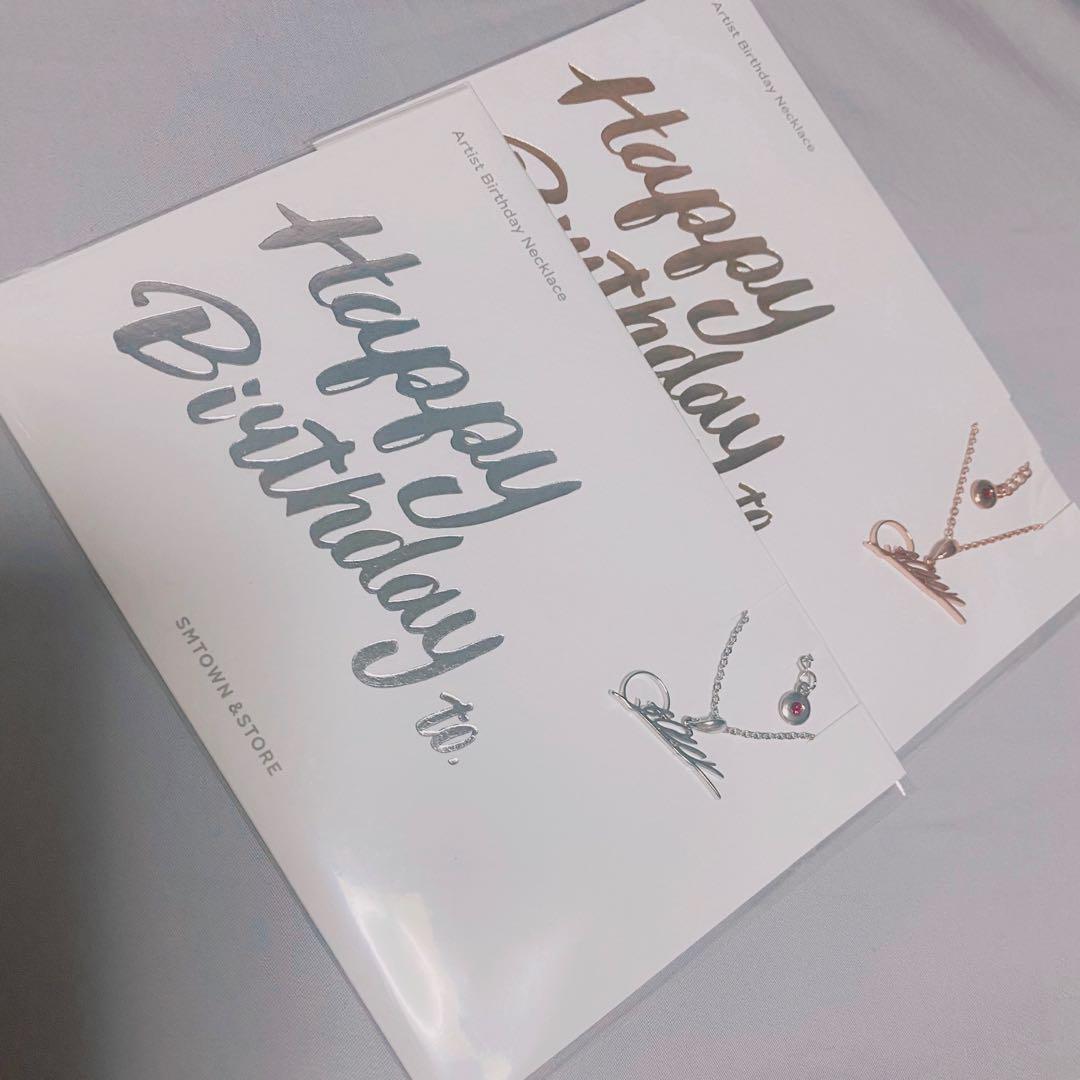 Artist Birthday Necklace
Happy
Birthday
to.
SMTOWN &STORE
Artist Birthday Necklace
Happy
Birthday
to